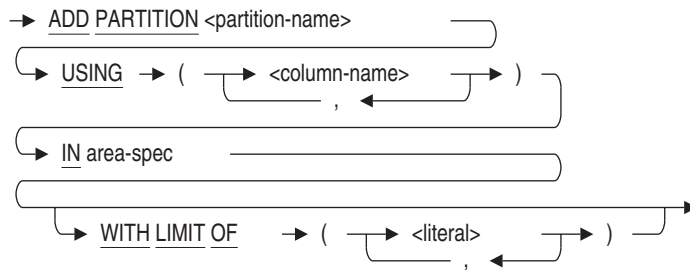 ADD PARTITION <partition-name>
USING ( <column-name> )
,
IN area-spec
WITH LIMIT OF ( <literal> )
,